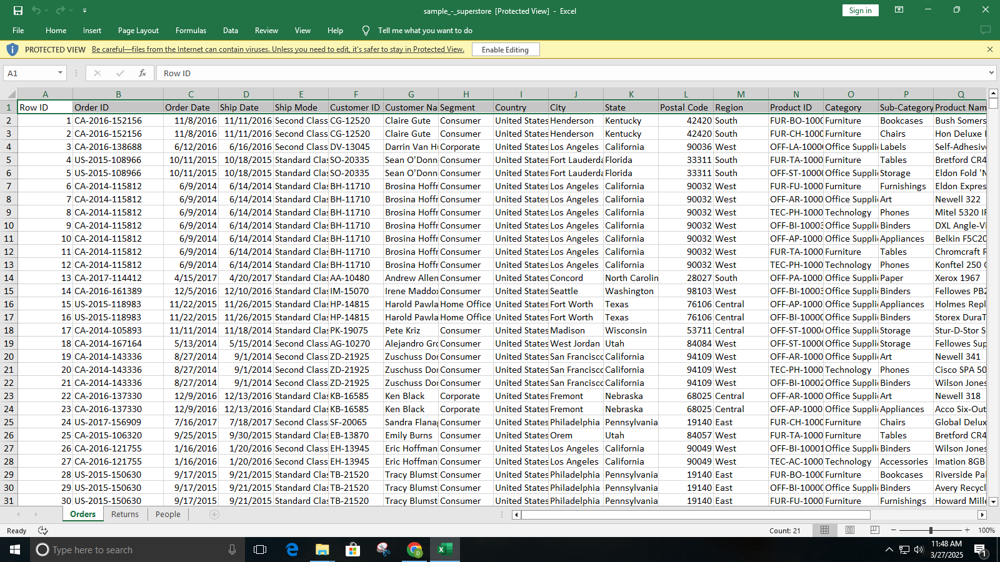 sample_-_superstore [Protected View] - Excel
Sign in
File Home Insert Page Layout Formulas Data Review View Help Tell me what you want to do
PROTECTED VIEW Be careful—files from the Internet can contain viruses. Unless you need to edit, it's safer to stay in Protected View. Enable Editing
A1 fx Row ID
A B C D E F G H I J K L M N O P Q
1 Row ID Order ID Order Date Ship Date Ship Mode Customer ID Customer Na Segment Country City State Postal Code Region Product ID Category Sub-Category Product Nam
2 1 CA-2016-152156 11/8/2016 11/11/2016 Second Class CG-12520 Claire Gute Consumer United States Henderson Kentucky 42420 South FUR-BO-1000 Furniture Bookcases Bush Somers
3 2 CA-2016-152156 11/8/2016 11/11/2016 Second Class CG-12520 Claire Gute Consumer United States Henderson Kentucky 42420 South FUR-CH-1000 Furniture Chairs Hon Deluxe
4 3 CA-2016-138688 6/12/2016 6/16/2016 Second Class DV-13045 Darrin Van H Corporate United States Los Angeles California 90036 West OFF-LA-1000 Office Suppli Labels Self-Adhesiv
5 4 US-2015-108966 10/11/2015 10/18/2015 Standard Cla SO-20335 Sean O'Donn Consumer United States Fort Lauderda Florida 33311 South FUR-TA-1000 Furniture Tables Bretford CR4
6 5 US-2015-108966 10/11/2015 10/18/2015 Standard Cla SO-20335 Sean O'Donn Consumer United States Fort Lauderda Florida 33311 South OFF-ST-1000 Office Suppli Storage Eldon Fold 'N
7 6 CA-2014-115812 6/9/2014 6/14/2014 Standard Cla BH-11710 Brosina Hoff Consumer United States Los Angeles California 90032 West FUR-FU-1000 Furniture Furnishings Eldon Expres
8 7 CA-2014-115812 6/9/2014 6/14/2014 Standard Cla BH-11710 Brosina Hoff Consumer United States Los Angeles California 90032 West OFF-AR-1000 Office Suppli Art Newell 322
9 8 CA-2014-115812 6/9/2014 6/14/2014 Standard Cla BH-11710 Brosina Hoff Consumer United States Los Angeles California 90032 West TEC-PH-1000 Technology Phones Mitel 5320 IP
10 9 CA-2014-115812 6/9/2014 6/14/2014 Standard Cla BH-11710 Brosina Hoff Consumer United States Los Angeles California 90032 West OFF-BI-10003 Office Suppli Binders DXL Angle-Vi
11 10 CA-2014-115812 6/9/2014 6/14/2014 Standard Cla BH-11710 Brosina Hoff Consumer United States Los Angeles California 90032 West OFF-AP-1000 Office Suppli Appliances Belkin F5C20
12 11 CA-2014-115812 6/9/2014 6/14/2014 Standard Cla BH-11710 Brosina Hoff Consumer United States Los Angeles California 90032 West FUR-TA-1000 Furniture Tables Chromcraft R
13 12 CA-2014-115812 6/9/2014 6/14/2014 Standard Cla BH-11710 Brosina Hoff Consumer United States Los Angeles California 90032 West TEC-PH-1000 Technology Phones Konftel 250
14 13 CA-2017-114412 4/15/2017 4/20/2017 Standard Cla AA-10480 Andrew Allen Consumer United States Concord North Carolin 28027 South OFF-PA-1000 Office Suppli Paper Xerox 1967
15 14 CA-2016-161389 12/5/2016 12/10/2016 Standard Cla IM-15070 Irene Maddox Consumer United States Seattle Washington 98103 West OFF-BI-10003 Office Suppli Binders Fellowes PB2
16 15 US-2015-118983 11/22/2015 11/26/2015 Standard Cla HP-14815 Harold Pawla Home Office United States Fort Worth Texas 76106 Central OFF-AP-1000 Office Suppli Appliances Holmes Repl
17 16 US-2015-118983 11/22/2015 11/26/2015 Standard Cla HP-14815 Harold Pawla Home Office United States Fort Worth Texas 76106 Central OFF-BI-1000 Office Suppli Binders Storex DuraT
18 17 CA-2014-105893 11/11/2014 11/18/2014 Standard Cla PK-19075 Pete Kriz Consumer United States Madison Wisconsin 53711 Central OFF-ST-10004 Office Suppli Storage Stur-D-Stor S
19 18 CA-2014-167164 5/13/2014 5/15/2014 Second Class AG-10270 Alejandro Gr Consumer United States West Jordan Utah 84084 West OFF-ST-1000 Office Suppli Storage Fellowes Sup
20 19 CA-2014-143336 8/27/2014 9/1/2014 Second Class ZD-21925 Zuschuss Do Consumer United States San Francisco California 94109 West OFF-AR-1000 Office Suppli Art Newell 341
21 20 CA-2014-143336 8/27/2014 9/1/2014 Second Class ZD-21925 Zuschuss Do Consumer United States San Francisco California 94109 West TEC-PH-1000 Technology Phones Cisco SPA 50
22 21 CA-2014-143336 8/27/2014 9/1/2014 Second Class ZD-21925 Zuschuss Do Consumer United States San Francisco California 94109 West OFF-BI-10002 Office Suppli Binders Wilson Jones
23 22 CA-2016-137330 12/9/2016 12/13/2016 Standard Cla KB-16585 Ken Black Corporate United States Fremont Nebraska 68025 Central OFF-AR-1000 Office Suppli Art Newell 318
24 23 CA-2016-137330 12/9/2016 12/13/2016 Standard Cla KB-16585 Ken Black Corporate United States Fremont Nebraska 68025 Central OFF-AP-1000 Office Suppli Appliances Acco Six-Out
25 24 US-2017-156909 7/16/2017 7/18/2017 Second Class SF-20065 Sandra Flana Consumer United States Philadelphia Pennsylvania 19140 East FUR-CH-1000 Furniture Chairs Global Delux
26 25 CA-2015-106320 9/25/2015 9/30/2015 Standard Cla EB-13870 Emily Burns Consumer United States Orem Utah 84057 West FUR-TA-1000 Furniture Tables Bretford CR4
27 26 CA-2016-121755 1/16/2016 1/20/2016 Second Class EH-13945 Eric Hoffman Consumer United States Los Angeles California 90049 West OFF-BI-10001 Office Suppli Binders Wilson Jones
28 27 CA-2016-121755 1/16/2016 1/20/2016 Second Class EH-13945 Eric Hoffman Consumer United States Los Angeles California 90049 West TEC-AC-1000 Technology Accessories Imation 8GB
29 28 US-2015-150630 9/17/2015 9/21/2015 Standard Cla TB-21520 Tracy Blumst Consumer United States Philadelphia Pennsylvania 19140 East FUR-BO-1000 Furniture Bookcases Riverside Pal
30 29 US-2015-150630 9/17/2015 9/21/2015 Standard Cla TB-21520 Tracy Blumst Consumer United States Philadelphia Pennsylvania 19140 East OFF-BI-1000 Office Suppli Binders Avery Recycl
31 30 US-2015-150630 9/17/2015 9/21/2015 Standard Cla TB-21520 Tracy Blumst Consumer United States Philadelphia Pennsylvania 19140 East FUR-FU-1000 Furniture Furnishings Howard Mille
Orders Returns People
Ready Count: 21 100%
Type here to search
11:48 AM
3/27/2025
1